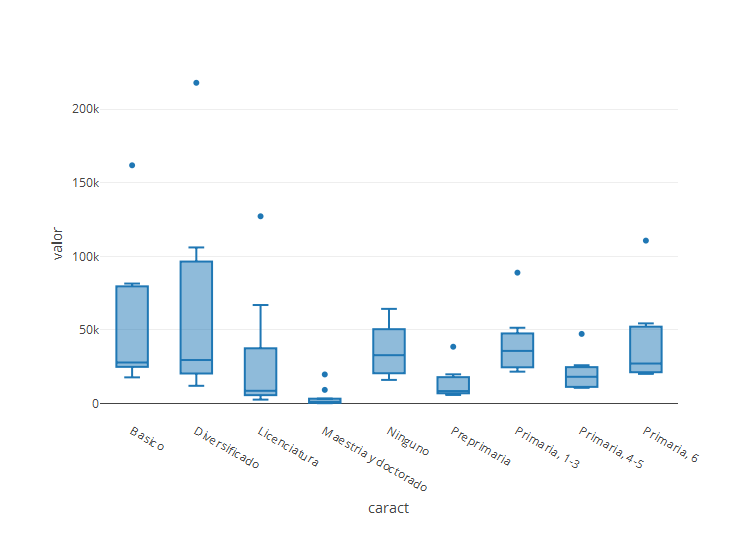 200k
150k
100k
50k
0
valor
Basico
Diversificado
Licenciatura
Maestria y doctorado
Ninguno
Preprimaria
Primaria, 1-3
Primaria, 4-5
Primaria, 6
caract